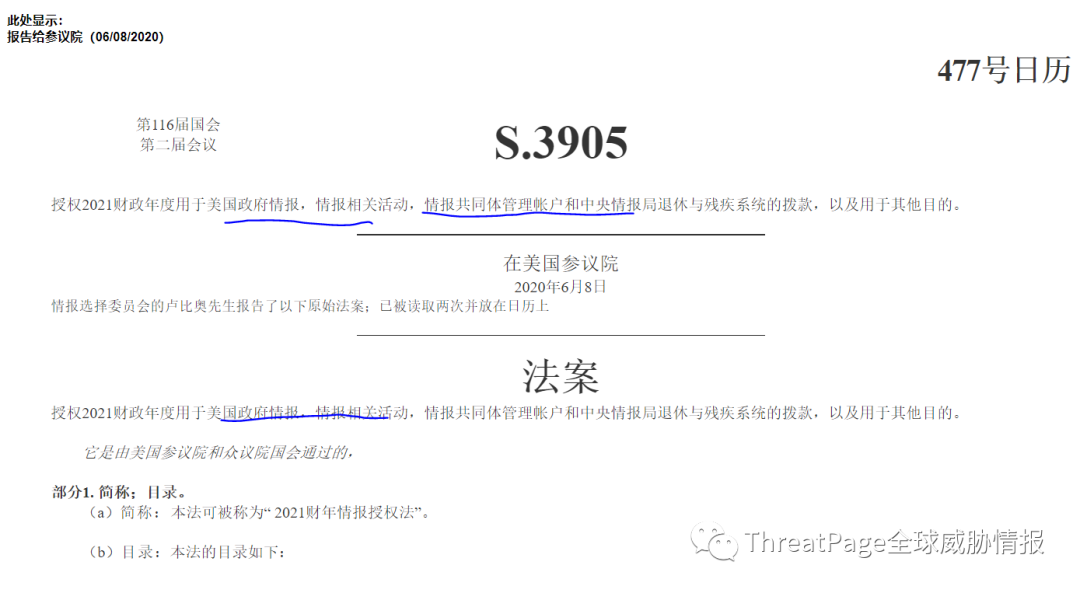 此处显示：
报告给参议院（06/08/2020）
477号日历
第116届国会
第二届会议
S.3905
授权2021财政年度用于美国政府情报，情报相关活动，情报共同体管理帐户和中央情报局退休与残疾系统的拨款，以及用于其他目的。
在美国参议院
2020年6月8日
情报选择委员会的卢比奥先生报告了以下原始法案；已被读取两次并放在日历上
法案
授权2021财政年度用于美国政府情报，情报相关活动，情报共同体管理帐户和中央情报局退休与残疾系统的拨款，以及用于其他目的。
它是由美国参议院和众议院国会通过的，
部分1. 简称；目录。
（a）简称：本法可被称为“ 2021财年情报授权法”。
（b）目录：本法的目录如下：
ThreatPage全球威胁情报